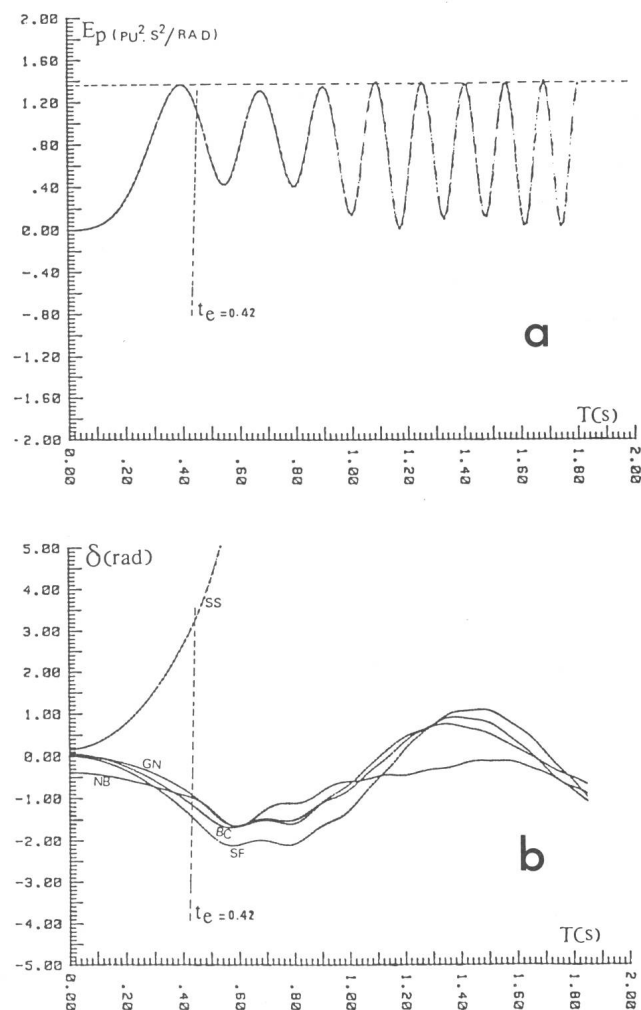 2.00
Ep (PU².S²/RAD)
1.60
1.20
.80
.40
0.00
-.40
-.80
te =0.42
-1.20
a
-1.60
T(s)
-2.00
0.00 .20 .40 .60 .80 1.00 1.20 1.40 1.60 1.80 2.00
5.00
δ(rad)
4.00
SS
3.00
2.00
1.00
0.00
GN
NB
-1.00
BC
-2.00
SF
b
-3.00
te =0.42
-4.00
T(s)
-5.00
0.00 .20 .40 .60 .80 1.00 1.20 1.40 1.60 1.80 2.00